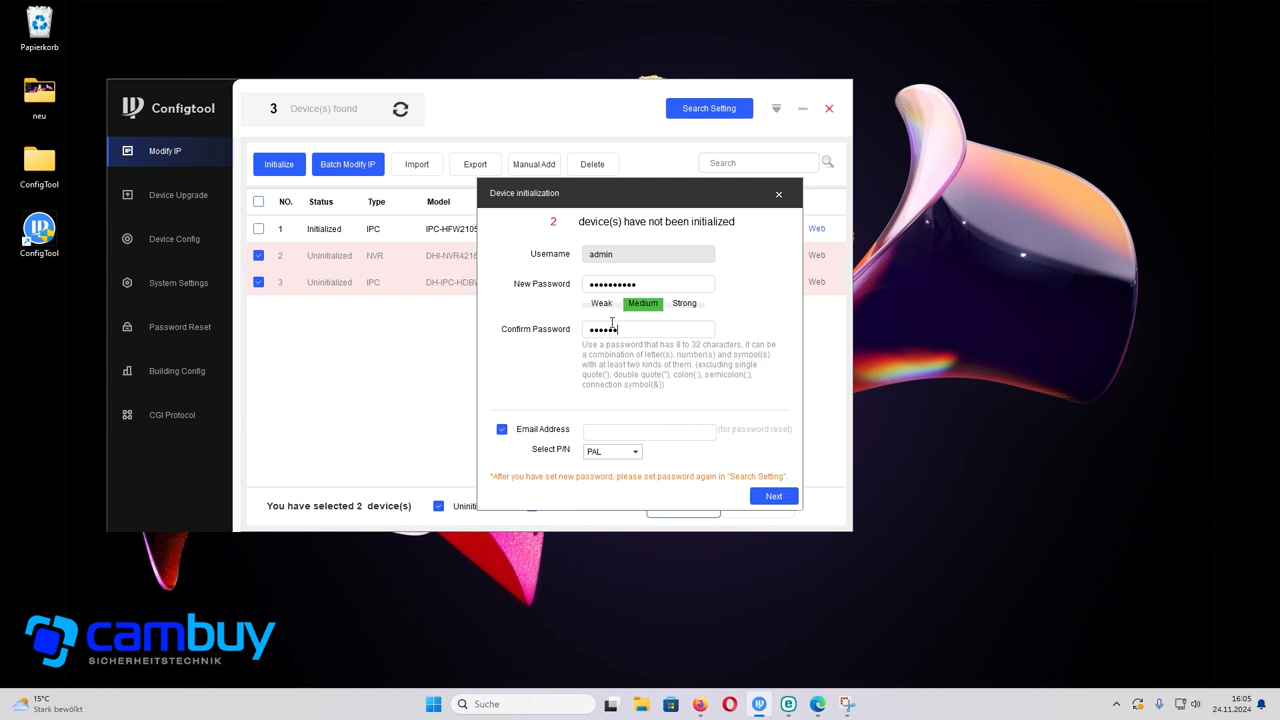 Papierkorb
neu
ConfigTool
ConfigTool
Configtool
Modify IP
Device Upgrade
Device Config
System Settings
Password Reset
Building Config
CGI Protocol
3 Device(s) found
Search Setting
Initialize
Batch Modify IP
Import
Export
Manual Add
Delete
Search
NO. Status Type Model
1 Initialized IPC IPC-HFW2105 Web
2 Uninitialized NVR DHI-NVR4216 Web
3 Uninitialized IPC DH-IPC-HDBW Web
You have selected 2 device(s)
Device initialization
2 device(s) have not been initialized
Username admin
New Password ●●●●●●●●●●
Weak Medium Strong
Confirm Password ●●●●●●
Use a password that has 8 to 32 characters, it can be
a combination of letter(s), number(s) and symbol(s)
with at least two kinds of them. (excluding single
quote('), double quote("), colon(:), semicolon(;),
connection symbol(&))
Email Address (for password reset)
Select P/N PAL
*After you have set new password, please set password again in "Search Setting".
Next
cambuy
SICHERHEITSTECHNIK
15°C
Stark bewölkt
Suche
16:05
24.11.2024